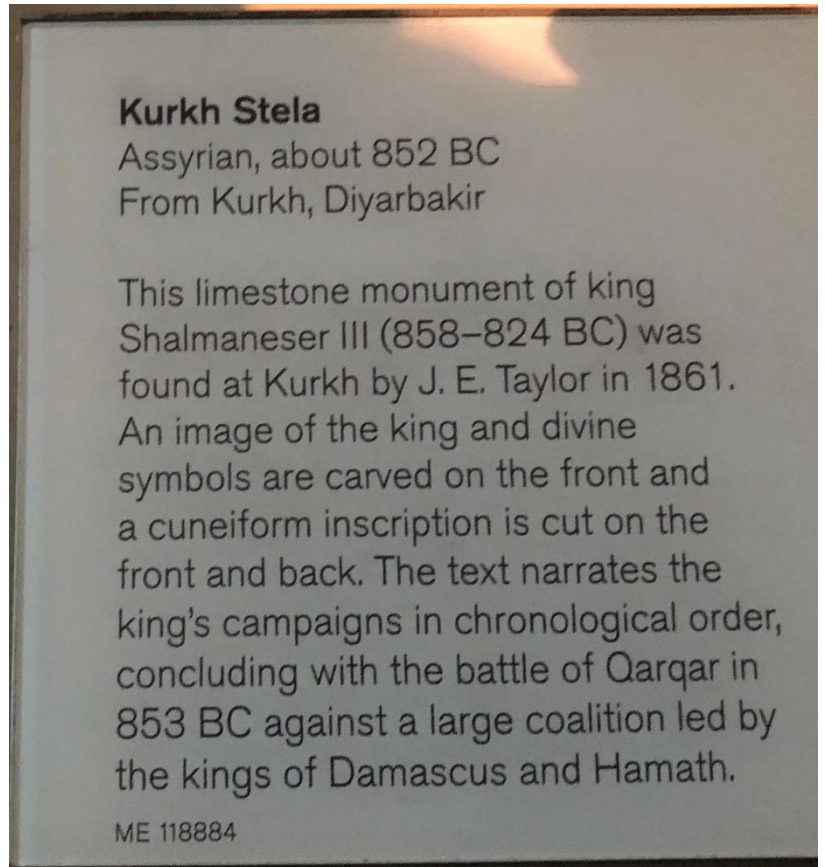 Kurkh Stela
Assyrian, about 852 BC
From Kurkh, Diyarbakir
This limestone monument of king
Shalmaneser III (858–824 BC) was
found at Kurkh by J. E. Taylor in 1861.
An image of the king and divine
symbols are carved on the front and
a cuneiform inscription is cut on the
front and back. The text narrates the
king's campaigns in chronological order,
concluding with the battle of Qarqar in
853 BC against a large coalition led by
the kings of Damascus and Hamath.
ME 118884